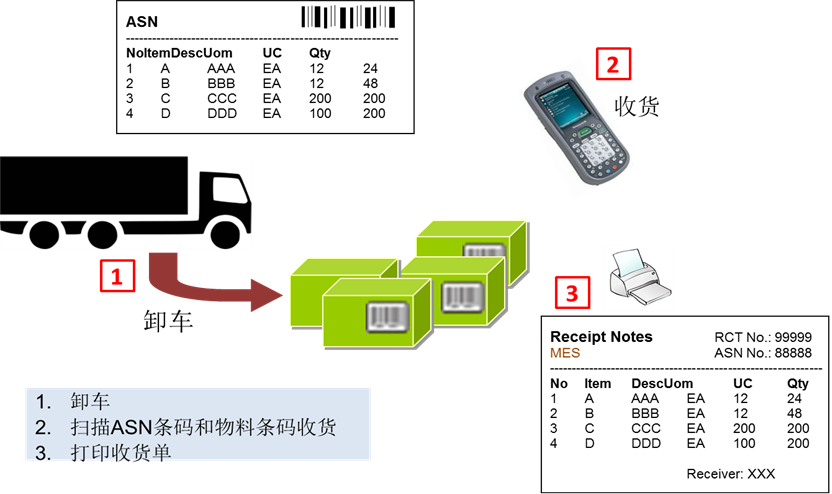 ASN
NoItemDescUom UC Qty
1 A AAA EA 12 24
2 B BBB EA 12 48
3 C CCC EA 200 200
4 D DDD EA 100 200
2
收货
1
卸车
3
Receipt Notes RCT No.: 99999
MES ASN No.: 88888
No Item DescUom UC Qty
1 A AAA EA 12 24
2 B BBB EA 12 48
3 C CCC EA 200 200
4 D DDD EA 100 200
Receiver: XXX
1. 卸车
2. 扫描ASN条码和物料条码收货
3. 打印收货单